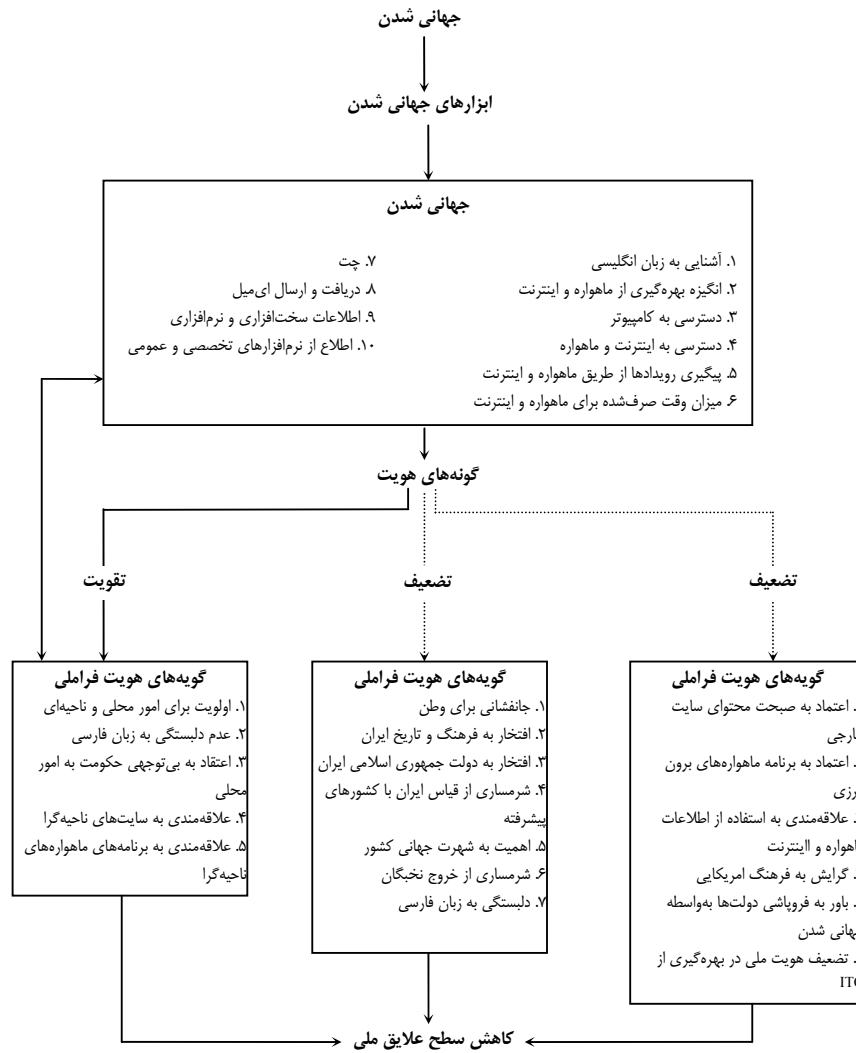 جهانی شدن
ابزارهای جهانی شدن
جهانی شدن
۱. آشنایی به زبان انگلیسی
۲. انگیزه بهره‌گیری از ماهواره و اینترنت
۳. دسترسی به کامپیوتر
۴. دسترسی به اینترنت و ماهواره
۵. پیگیری رویدادها از طریق ماهواره و اینترنت
۶. میزان وقت صرف‌شده برای ماهواره و اینترنت
۷. چت
۸. دریافت و ارسال ای‌میل
۹. اطلاعات سخت‌افزاری و نرم‌افزاری
۱۰. اطلاع از نرم‌افزارهای تخصصی و عمومی
گونه‌های هویت
تضعیف
تضعیف
تقویت
گویه‌های هویت فراملی
. اعتماد به صحت محتوای سایت
ارجی
. اعتماد به برنامه ماهواره‌های برون
رزی
. علاقه‌مندی به استفاده از اطلاعات
اهواره و ااینترنت
. گرایش به فرهنگ امریکایی
. باور به فروپاشی دولت‌ها به‌واسطه
هانی شدن
. تضعیف هویت ملی در بهره‌گیری از
گویه‌های هویت فراملی
۱. جانفشانی برای وطن
۲. افتخار به فرهنگ و تاریخ ایران
۳. افتخار به دولت جمهوری اسلامی ایران
۴. شرمساری از قیاس ایران با کشورهای
پیشرفته
۵. اهمیت به شهرت جهانی کشور
۶. شرمساری از خروج نخبگان
۷. دلبستگی به زبان فارسی
گویه‌های هویت فراملی
۱. اولویت برای امور محلی و ناحیه‌ای
۲. عدم دلبستگی به زبان فارسی
۳. اعتقاد به بی‌توجهی حکومت به امور
محلی
۴. علاقه‌مندی به سایت‌های ناحیه‌گرا
۵. علاقه‌مندی به برنامه‌های ماهواره‌های
ناحیه‌گرا
کاهش سطح علایق ملی